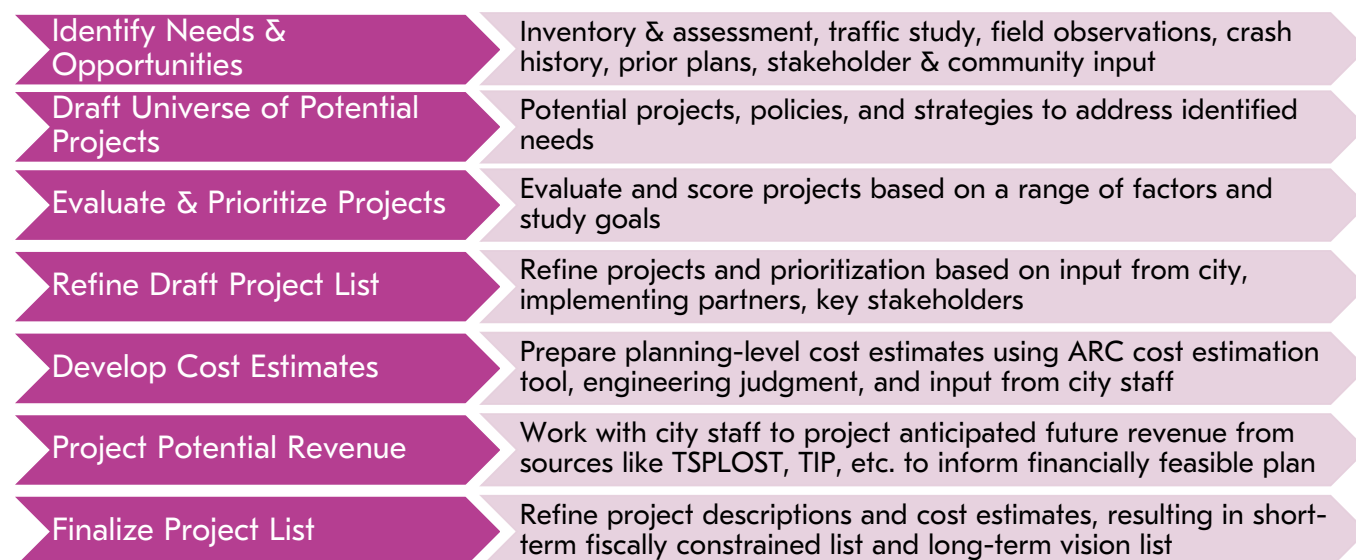 Identify Needs &
Opportunities
Inventory & assessment, traffic study, field observations, crash
history, prior plans, stakeholder & community input
Draft Universe of Potential
Projects
Potential projects, policies, and strategies to address identified
needs
Evaluate & Prioritize Projects
Evaluate and score projects based on a range of factors and
study goals
Refine Draft Project List
Refine projects and prioritization based on input from city,
implementing partners, key stakeholders
Develop Cost Estimates
Prepare planning-level cost estimates using ARC cost estimation
tool, engineering judgment, and input from city staff
Project Potential Revenue
Work with city staff to project anticipated future revenue from
sources like TSPLOST, TIP, etc. to inform financially feasible plan
Finalize Project List
Refine project descriptions and cost estimates, resulting in short-
term fiscally constrained list and long-term vision list